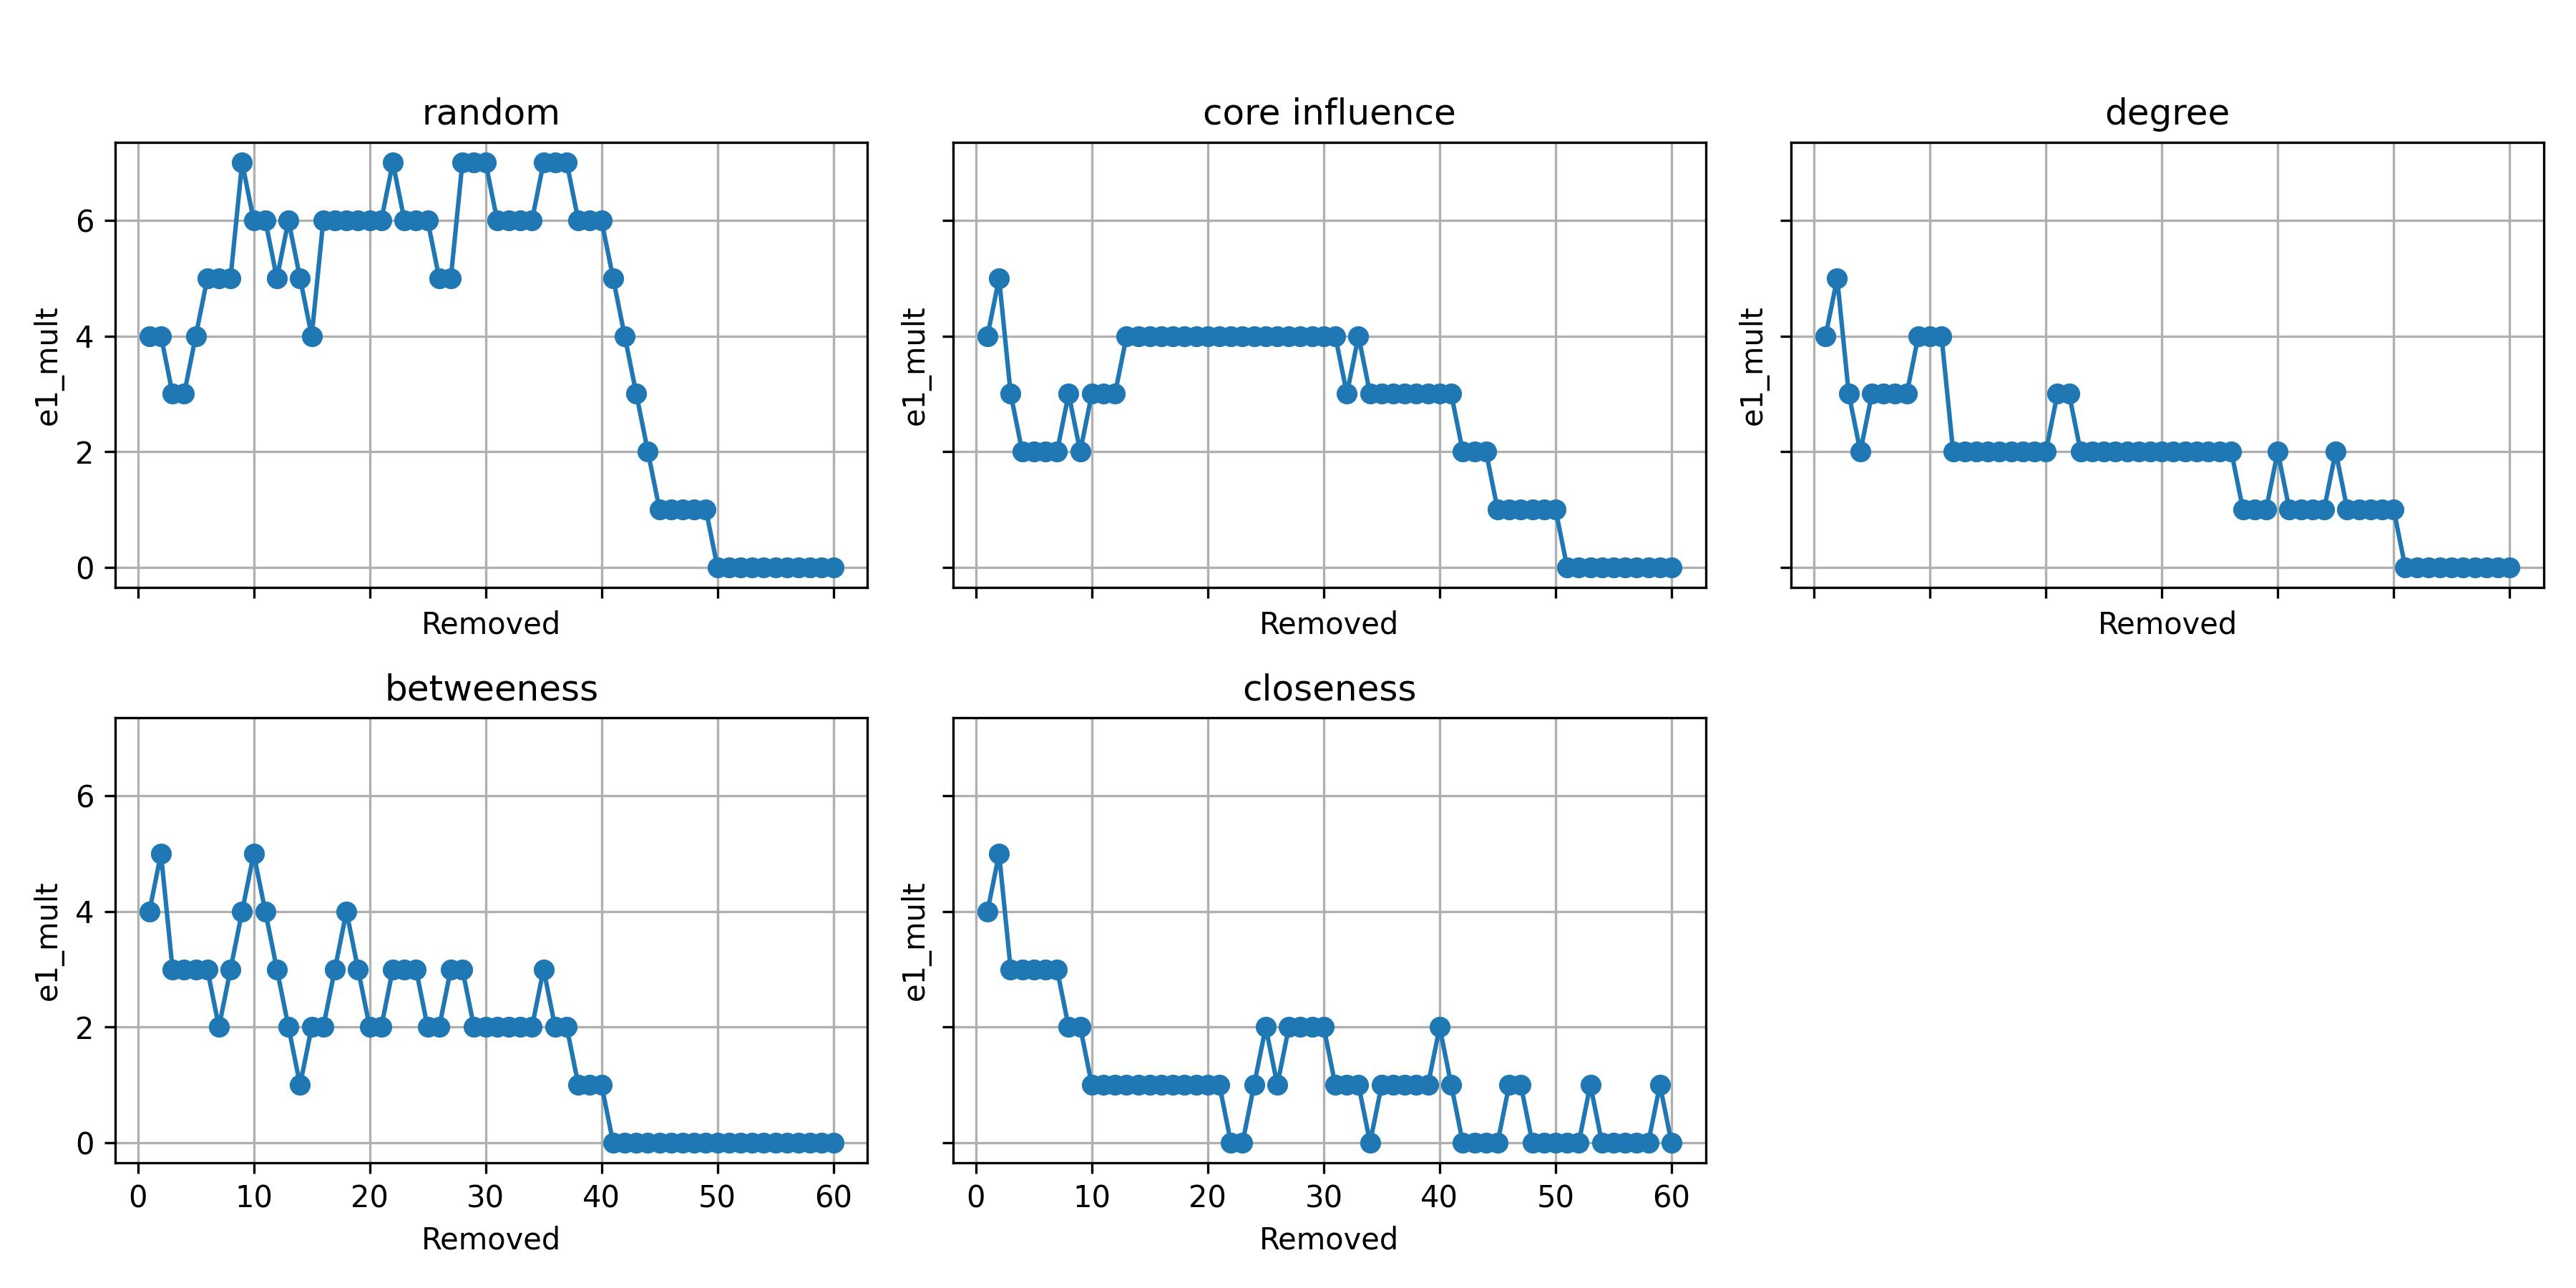 random
core influence
degree
e1_mult
6
4
2
0
Removed
e1_mult
Removed
e1_mult
Removed
betweeness
closeness
e1_mult
6
4
2
0
0 10 20 30 40 50 60
Removed
e1_mult
0 10 20 30 40 50 60
Removed